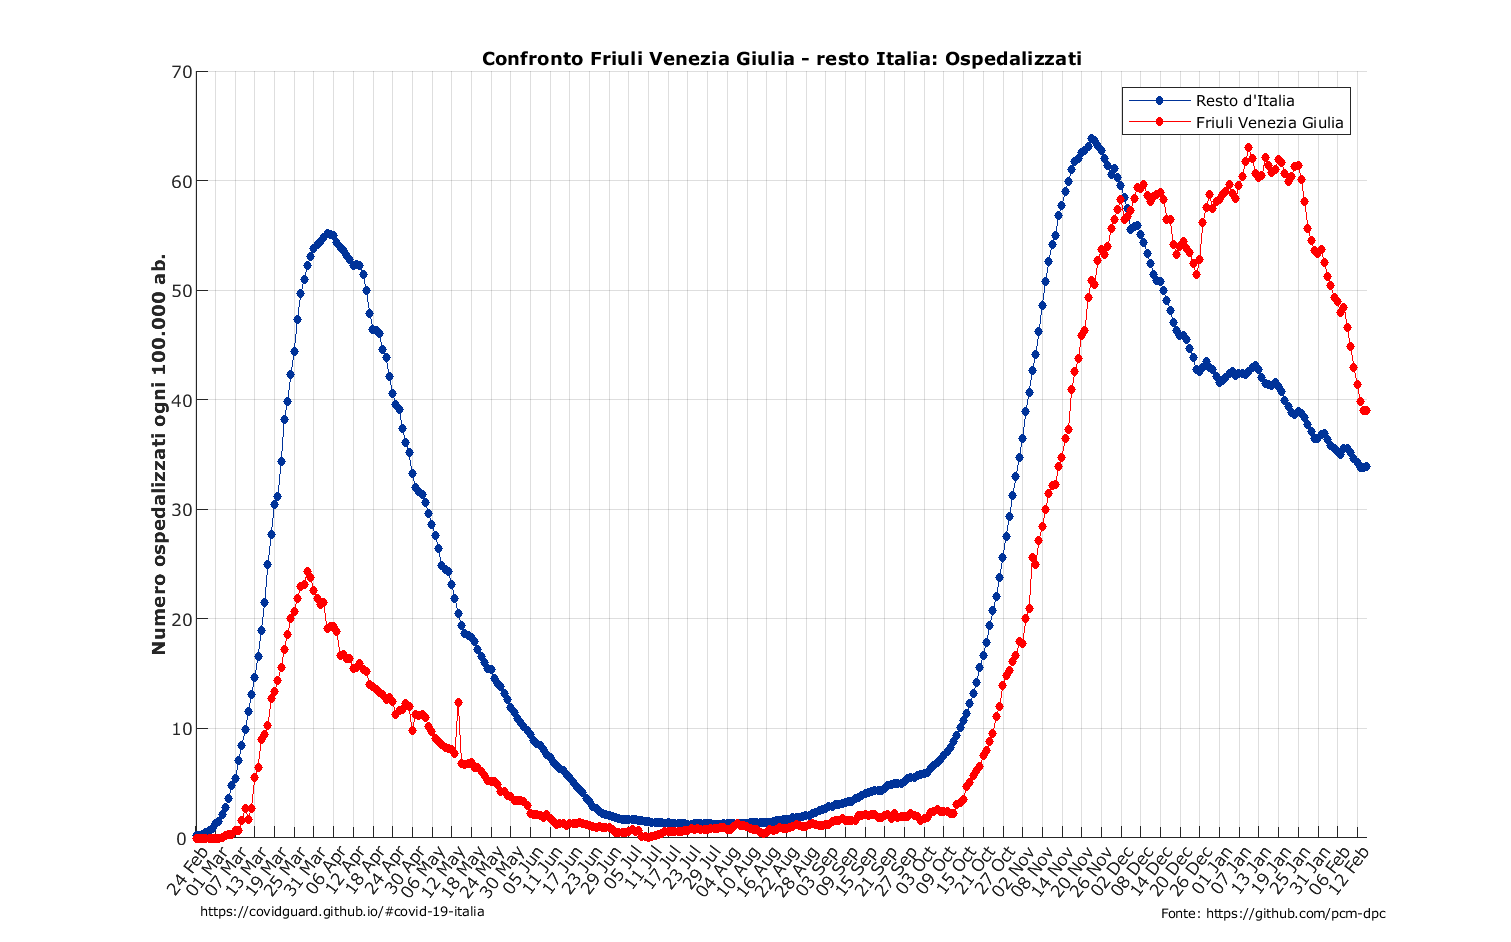 Confronto Friuli Venezia Giulia - resto Italia: Ospedalizzati
Resto d'Italia
Friuli Venezia Giulia
Numero ospedalizzati ogni 100.000 ab.
70
60
50
40
30
20
10
0
24 Feb
01 Mar
07 Mar
13 Mar
19 Mar
25 Mar
31 Mar
06 Apr
12 Apr
18 Apr
24 Apr
30 Apr
06 May
12 May
18 May
24 May
30 May
05 Jun
11 Jun
17 Jun
23 Jun
29 Jun
05 Jul
11 Jul
17 Jul
23 Jul
29 Jul
04 Aug
10 Aug
16 Aug
22 Aug
28 Aug
03 Sep
09 Sep
15 Sep
21 Sep
27 Sep
03 Oct
09 Oct
15 Oct
21 Oct
27 Oct
02 Nov
08 Nov
14 Nov
20 Nov
26 Nov
02 Dec
08 Dec
14 Dec
20 Dec
26 Dec
01 Jan
07 Jan
13 Jan
19 Jan
25 Jan
31 Jan
06 Feb
12 Feb
https://covidguard.github.io/#covid-19-italia
Fonte: https://github.com/pcm-dpc